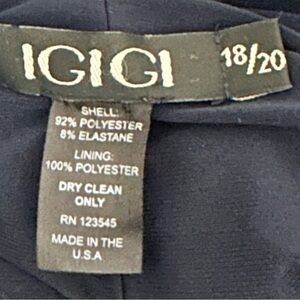 IGIGI
18/20
SHELL:
92% POLYESTER
8% ELASTANE
LINING:
100% POLYESTER
DRY CLEAN
ONLY
RN 123545
MADE IN THE
U.S.A